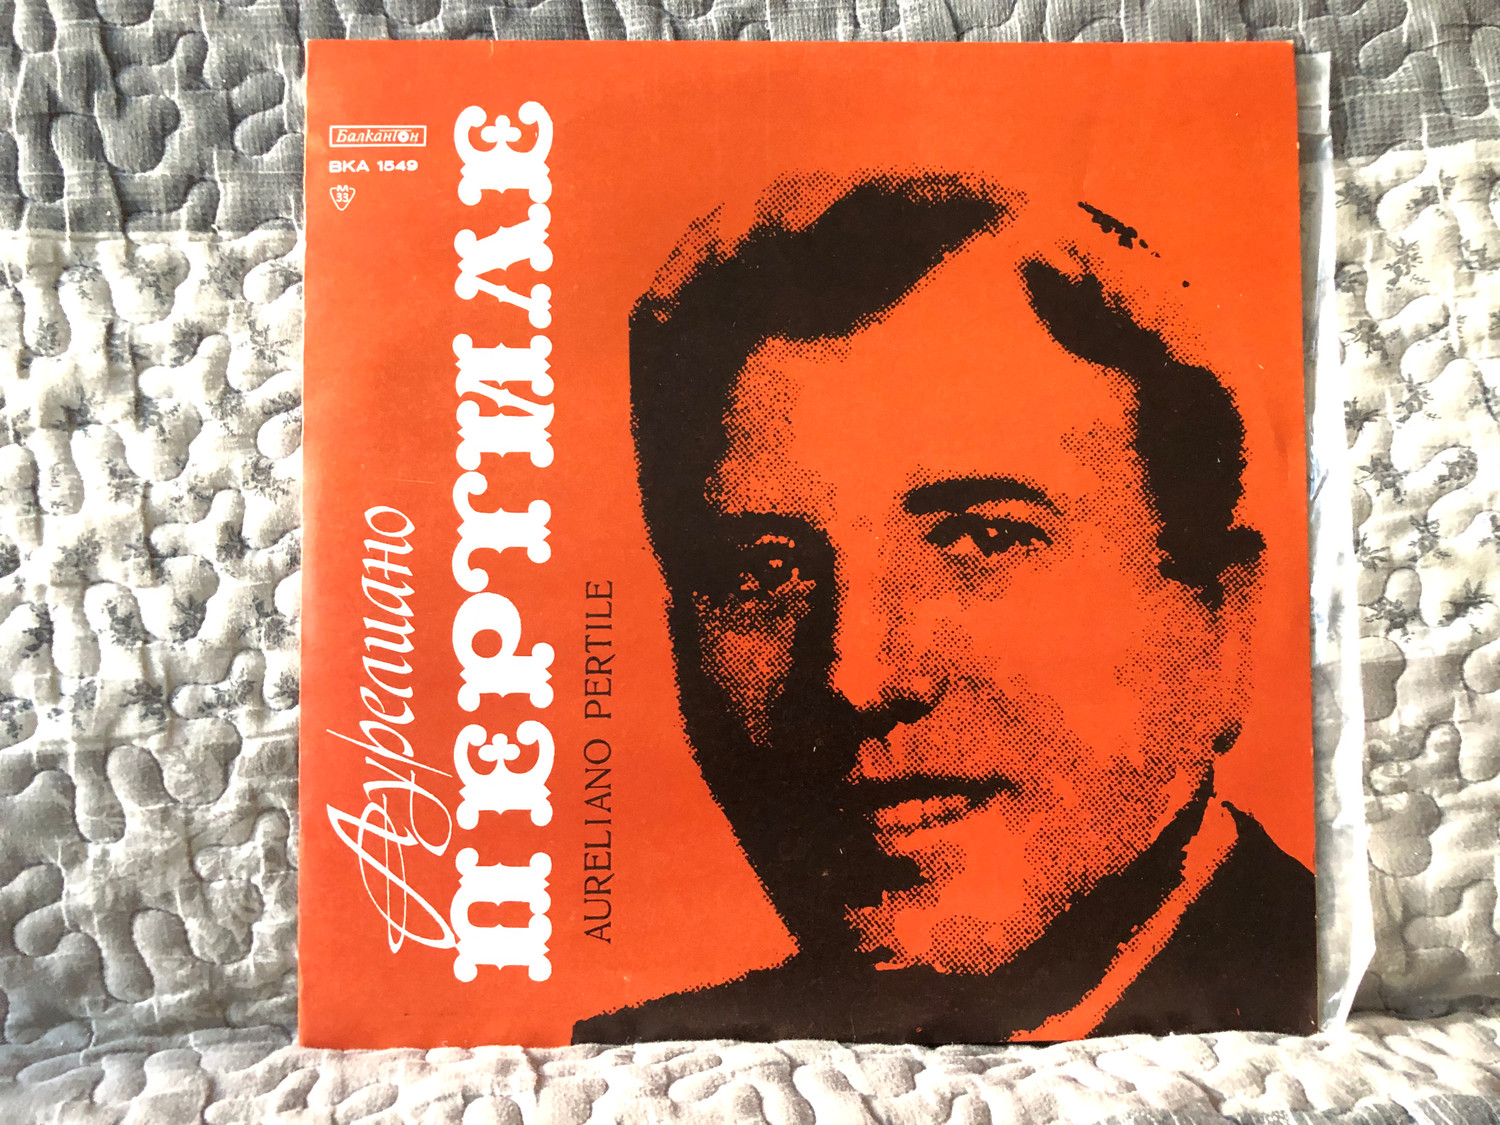 БалканТон
ВКА 1549
М
33
Аурелиано
ПЕРТИЛЕ
AURELIANO PERTILE